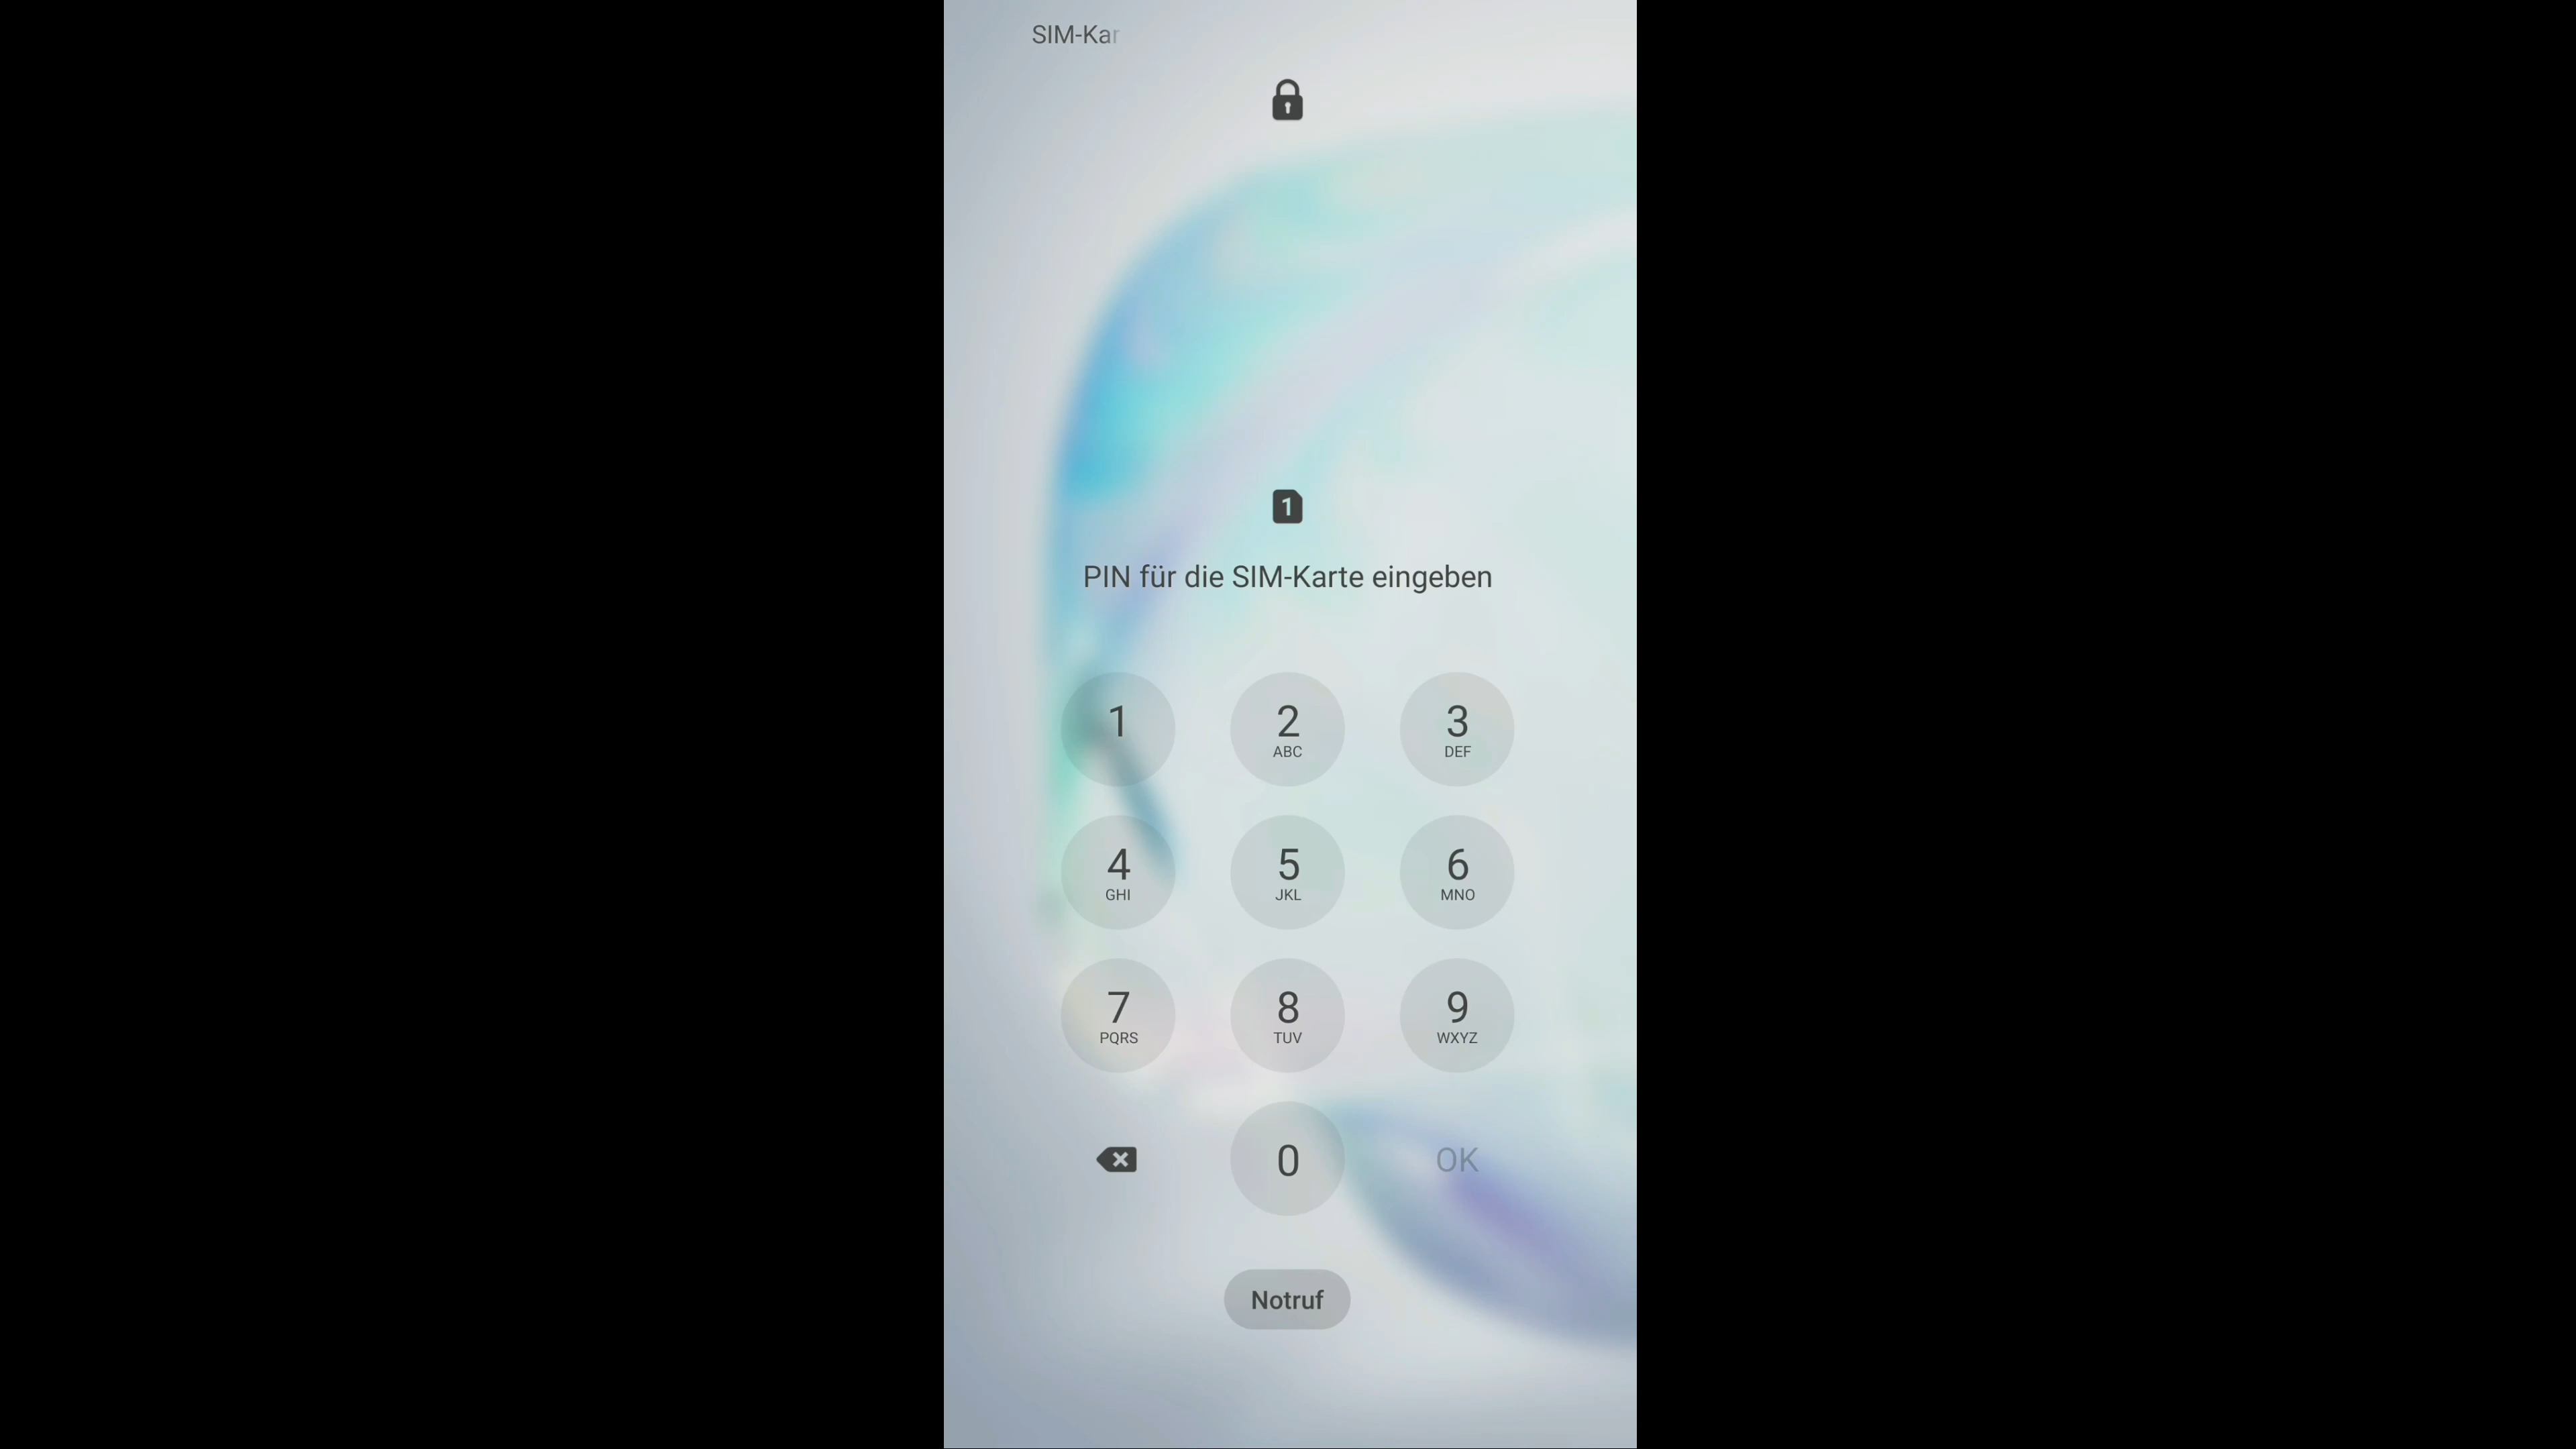 SIM-Kar
1
PIN für die SIM-Karte eingeben
1
2
ABC
3
DEF
4
GHI
5
JKL
6
MNO
7
PQRS
8
TUV
9
WXYZ
0
OK
Notruf